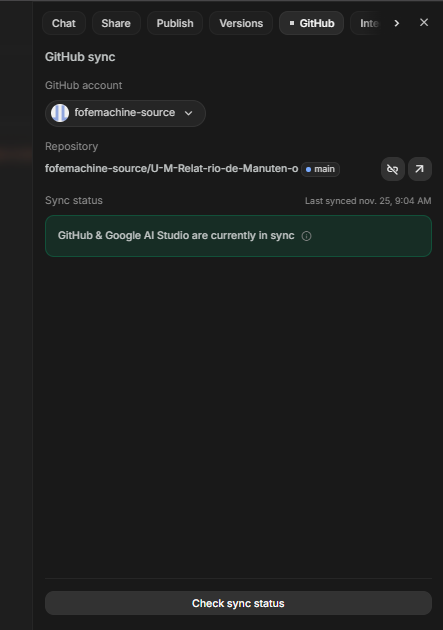 Chat Share Publish Versions GitHub Inte
GitHub sync
GitHub account
fofemachine-source
Repository
fofemachine-source/U-M-Relat-rio-de-Manuten-o main
Sync status Last synced nov. 25, 9:04 AM
GitHub & Google AI Studio are currently in sync
Check sync status